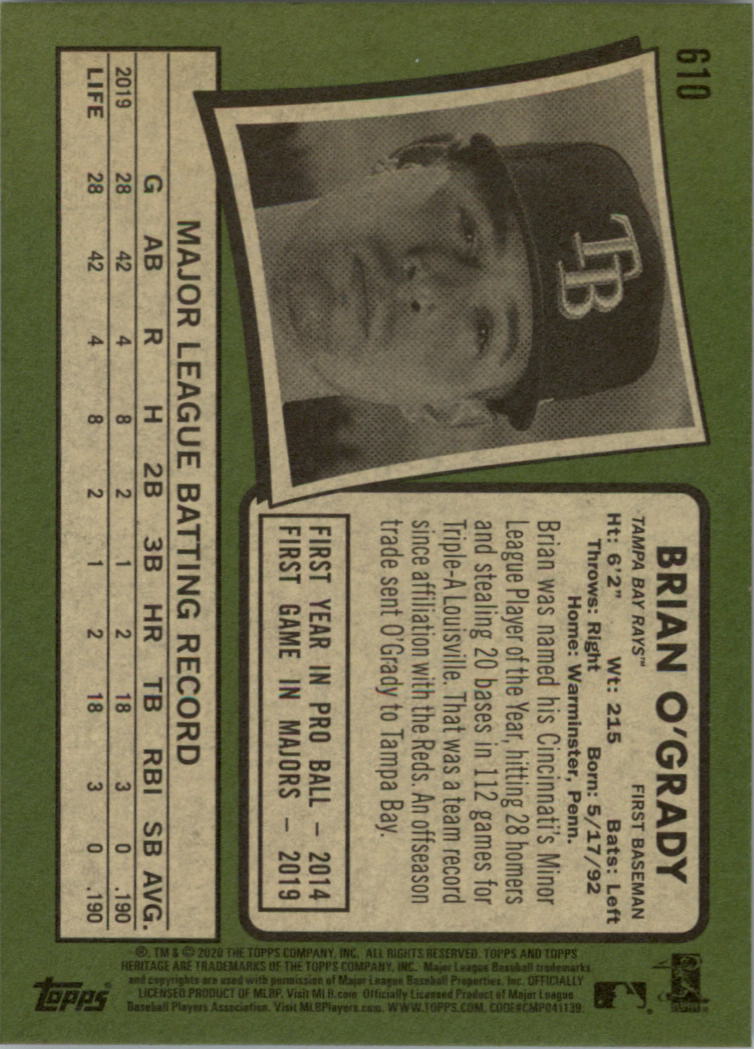 610
TB
BRIAN O'GRADY
TAMPA BAY RAYS™ FIRST BASEMAN
Ht: 6'2" Wt: 215 Bats: Left
Throws: Right Born: 5/17/92
Home: Warminster, Penn.
Brian was named his Cincinnati's Minor
League Player of the Year, hitting 28 homers
and stealing 20 bases in 112 games for
Triple-A Louisville. That was a team record
since affiliation with the Reds. An offseason
trade sent O'Grady to Tampa Bay.
FIRST YEAR IN PRO BALL – 2014
FIRST GAME IN MAJORS – 2019
MAJOR LEAGUE BATTING RECORD
G AB R H 2B 3B HR TB RBI SB AVG.
2019 28 42 4 8 2 1 2 18 3 0 .190
LIFE 28 42 4 8 2 1 2 18 3 0 .190
®, TM & © 2020 THE TOPPS COMPANY, INC. ALL RIGHTS RESERVED. TOPPS AND TOPPS
HERITAGE ARE TRADEMARKS OF THE TOPPS COMPANY, INC. Major League Baseball trademarks
and copyrights are used with permission of Major League Baseball Properties, Inc. OFFICIALLY
LICENSED PRODUCT OF MLBP. Visit MLB.com Officially Licensed Product of Major League
Baseball Players Association. Visit MLBPlayers.com. WWW.TOPPS.COM. CODE#CMP041139
topps®